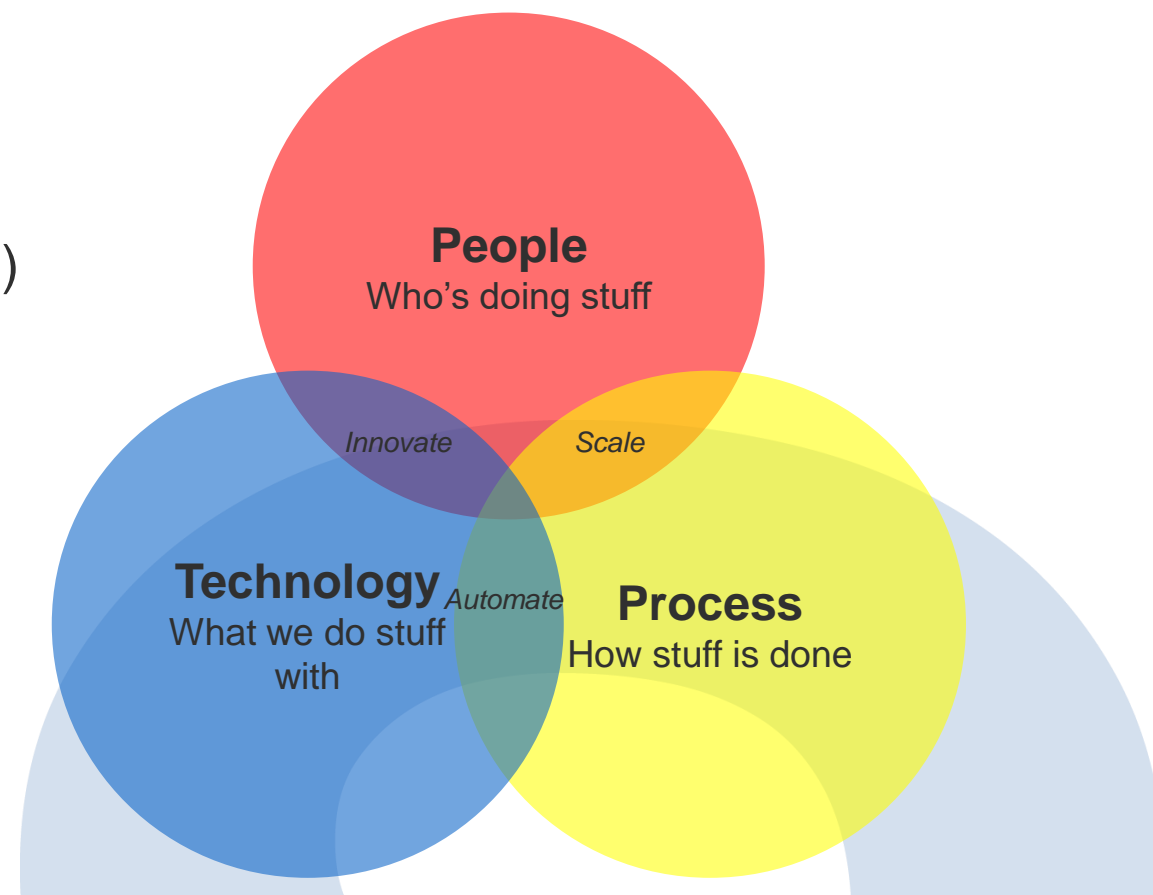 )
People
Who's doing stuff
Innovate
Scale
Technology
What we do stuff
with
Automate
Process
How stuff is done